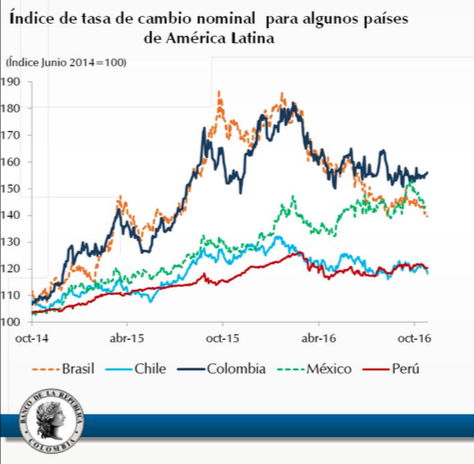 Índice de tasa de cambio nominal para algunos países
de América Latina
(Índice Junio 2014=100)
190
180
170
160
150
140
130
120
110
100
oct-14 abr-15 oct-15 abr-16 oct-16
Brasil Chile Colombia México Perú
BANCO DE LA REPÚBLICA
COLOMBIA